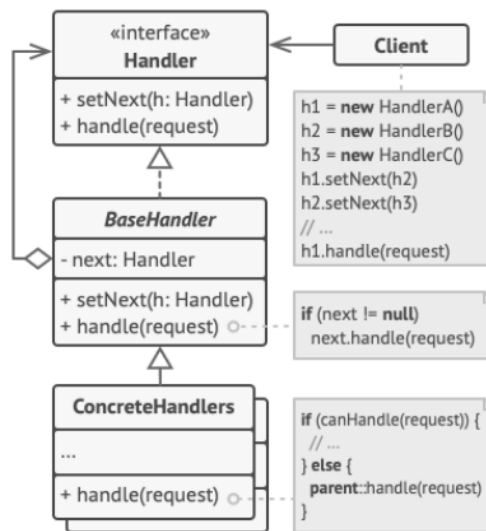 «interface»
Handler
+ setNext(h: Handler)
+ handle(request)
Client
h1 = new HandlerA()
h2 = new HandlerB()
h3 = new HandlerC()
h1.setNext(h2)
h2.setNext(h3)
// ...
h1.handle(request)
BaseHandler
- next: Handler
+ setNext(h: Handler)
+ handle(request)
if (next != null)
next.handle(request)
ConcreteHandlers
...
+ handle(request)
if (canHandle(request)) {
// ...
} else {
parent::handle(request)
}